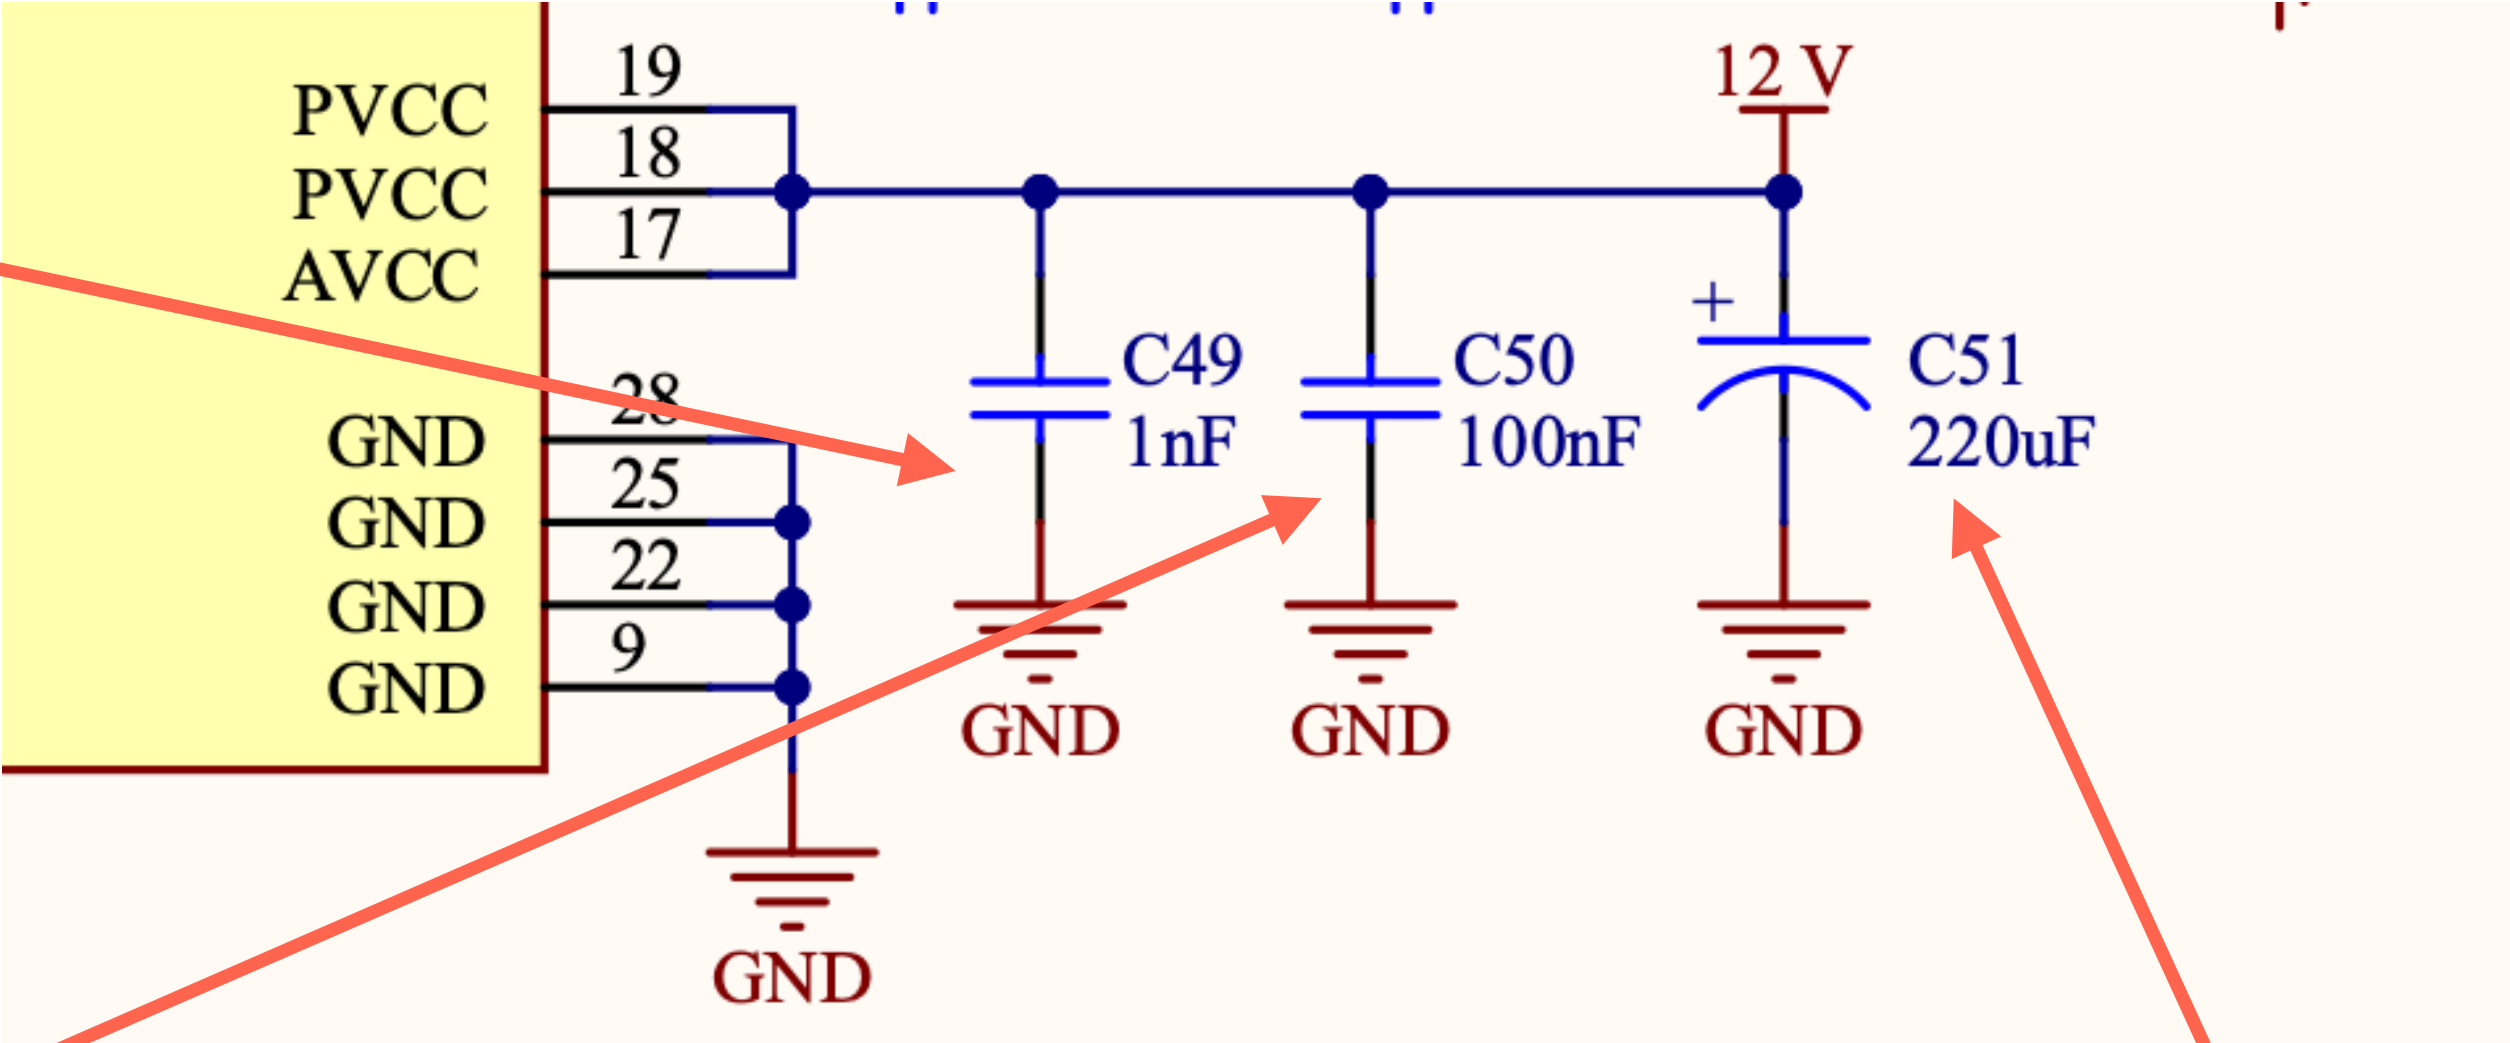 19
PVCC
18
PVCC
17
AVCC
28
GND
25
GND
22
GND
9
GND
GND
12 V
C49
1nF
GND
C50
100nF
GND
+
C51
220uF
GND